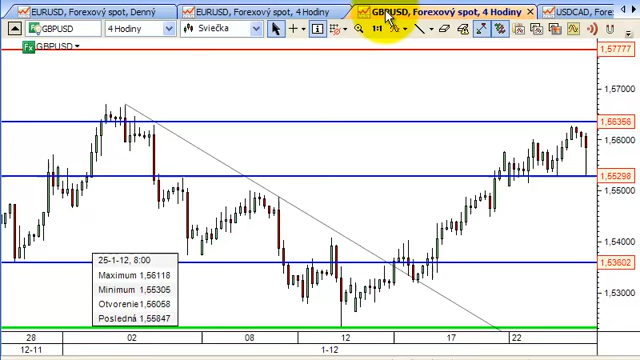 EURUSD, Forexový spot, Denný
EURUSD, Forexový spot, 4 Hodiny
GBPUSD, Forexový spot, 4 Hodiny
USDCAD, Forex
GBPUSD
4 Hodiny
Sviečka
1:1
GBPUSD
1,57777
1,57000
1,56356
1,56000
1,55298
1,55000
1,54000
1,53602
1,53000
25-1-12, 8:00
Maximum 1,56118
Minimum 1,55305
Otvorenie 1,56058
Posledná 1,55847
28
02
06
12
17
22
12-11
1-12